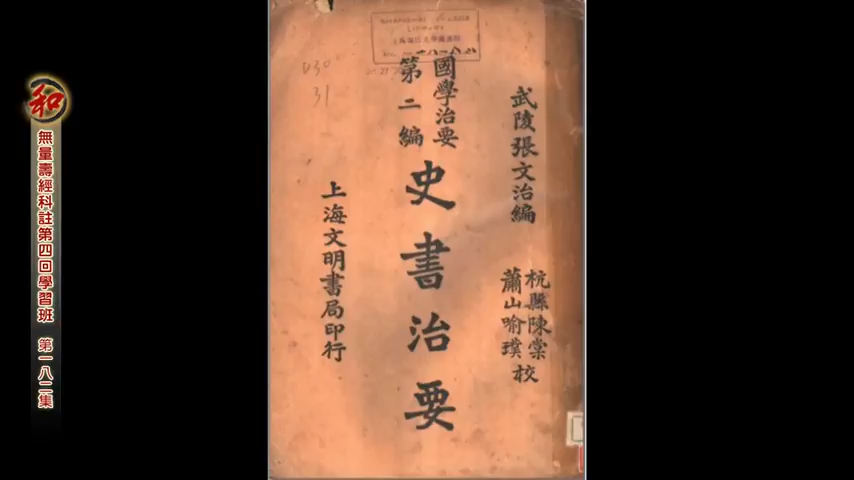 武陵張文治編
杭縣陳棠
蕭山喻璞
校
國學治要
第二編
史書治要
上海文明書局印行
030
31
和
無量壽經科註第四回學習班
第一八二集